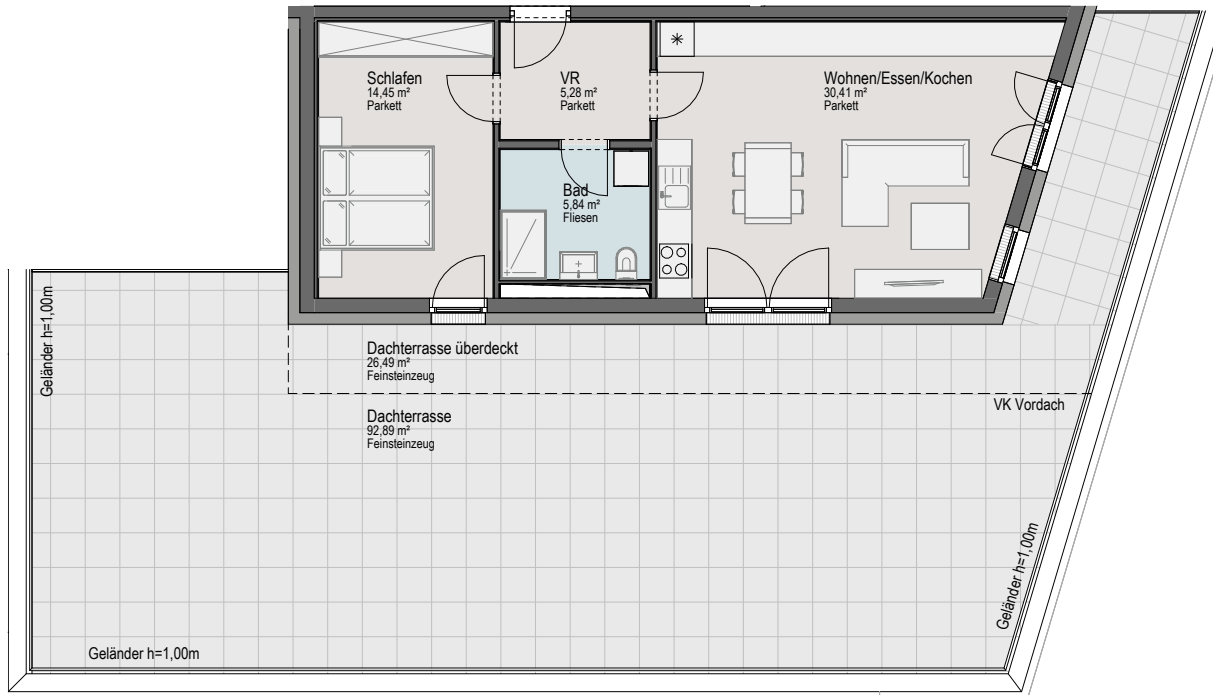 Schlafen
14,45 m²
Parkett
VR
5,28 m²
Parkett
Wohnen/Essen/Kochen
30,41 m²
Parkett
Bad
5,84 m²
Fliesen
Geländer h=1,00m
Dachterrasse überdeckt
26,49 m²
Feinsteinzeug
VK Vordach
Dachterrasse
92,89 m²
Feinsteinzeug
Geländer h=1,00m
Geländer h=1,00m